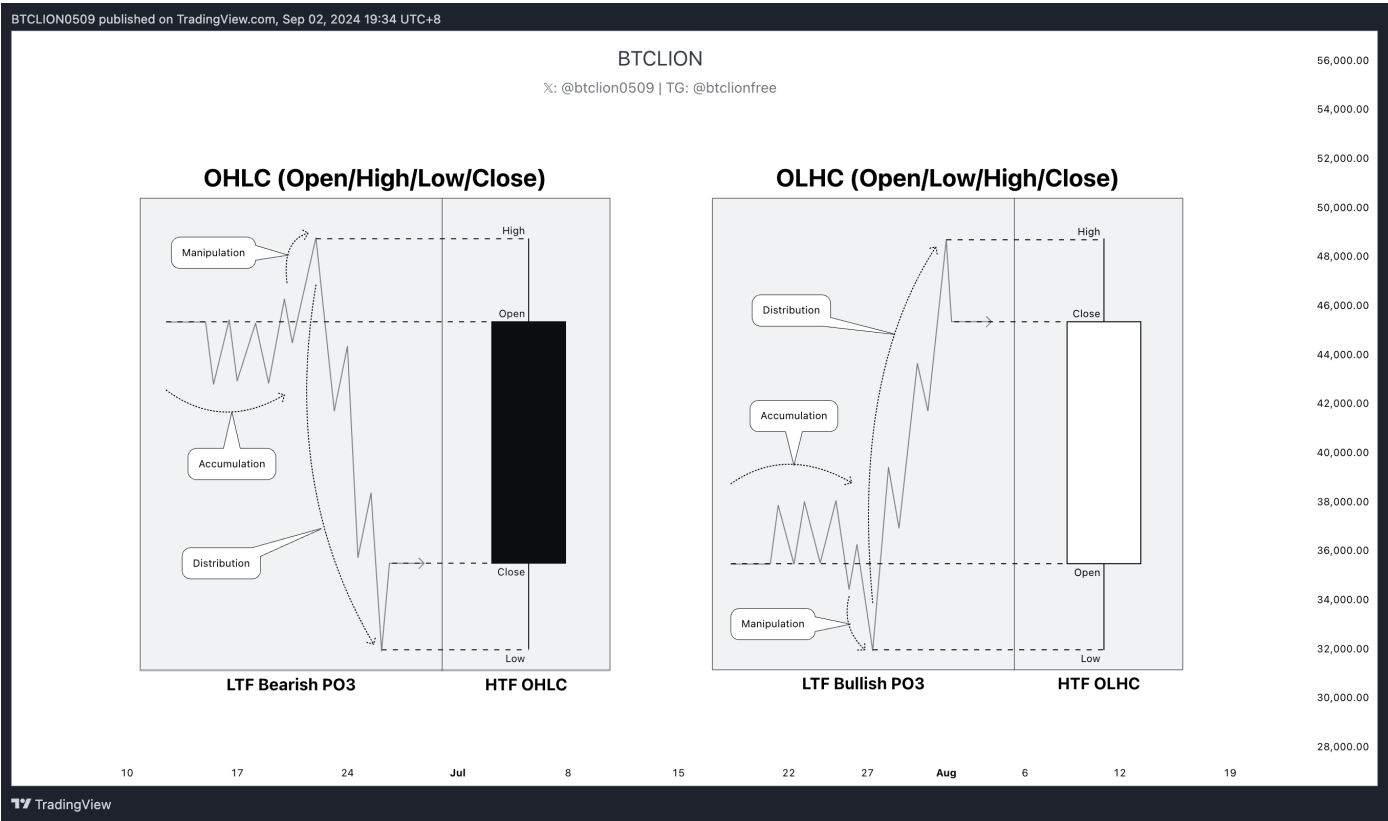 BTCLION0509 published on TradingView.com, Sep 02, 2024 19:34 UTC+8
BTCLION
𝕏: @btclion0509 | TG: @btclionfree
OHLC (Open/High/Low/Close)
High
Manipulation
Open
Accumulation
Distribution
Close
Low
LTF Bearish PO3
HTF OHLC
OLHC (Open/Low/High/Close)
High
Distribution
Close
Accumulation
Open
Manipulation
Low
LTF Bullish PO3
HTF OLHC
56,000.00
54,000.00
52,000.00
50,000.00
48,000.00
46,000.00
44,000.00
42,000.00
40,000.00
38,000.00
36,000.00
34,000.00
32,000.00
30,000.00
28,000.00
10 17 24 Jul 8 15 22 27 Aug 6 12 19
TradingView